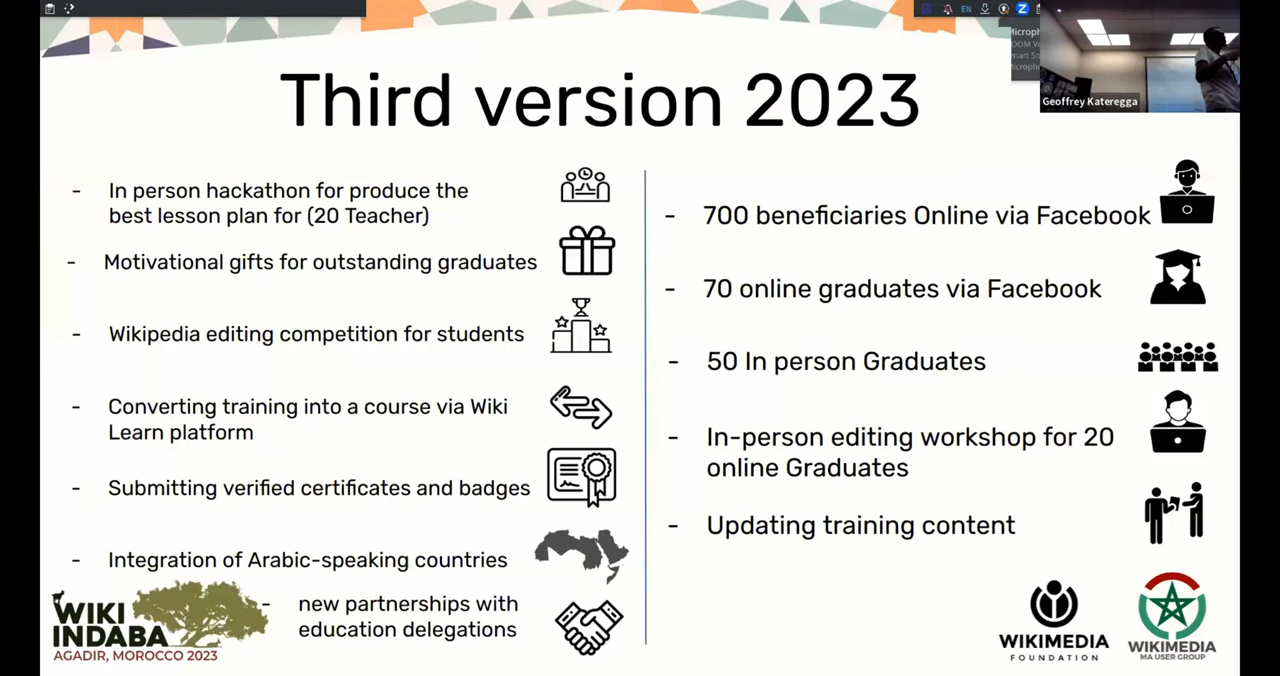 EN
Z
Geoffrey Kateregga
Third version 2023
- In person hackathon for produce the
best lesson plan for (20 Teacher)
- Motivational gifts for outstanding graduates
- Wikipedia editing competition for students
- Converting training into a course via Wiki
Learn platform
- Submitting verified certificates and badges
- Integration of Arabic-speaking countries
- new partnerships with
education delegations
- 700 beneficiaries Online via Facebook
- 70 online graduates via Facebook
- 50 In person Graduates
- In-person editing workshop for 20
online Graduates
- Updating training content
WIKI
INDABA
AGADIR, MOROCCO 2023
WIKIMEDIA
FOUNDATION
WIKIMEDIA
MA USER GROUP